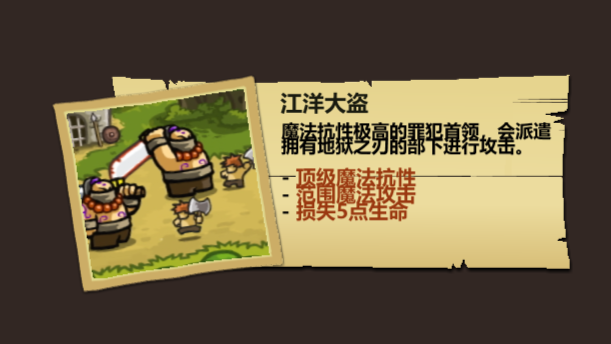 江洋大盗
魔法抗性极高的罪犯首领。会派遣
拥有地狱之刃的部下进行攻击。
- 顶级魔法抗性
- 范围魔法攻击
- 损失5点生命